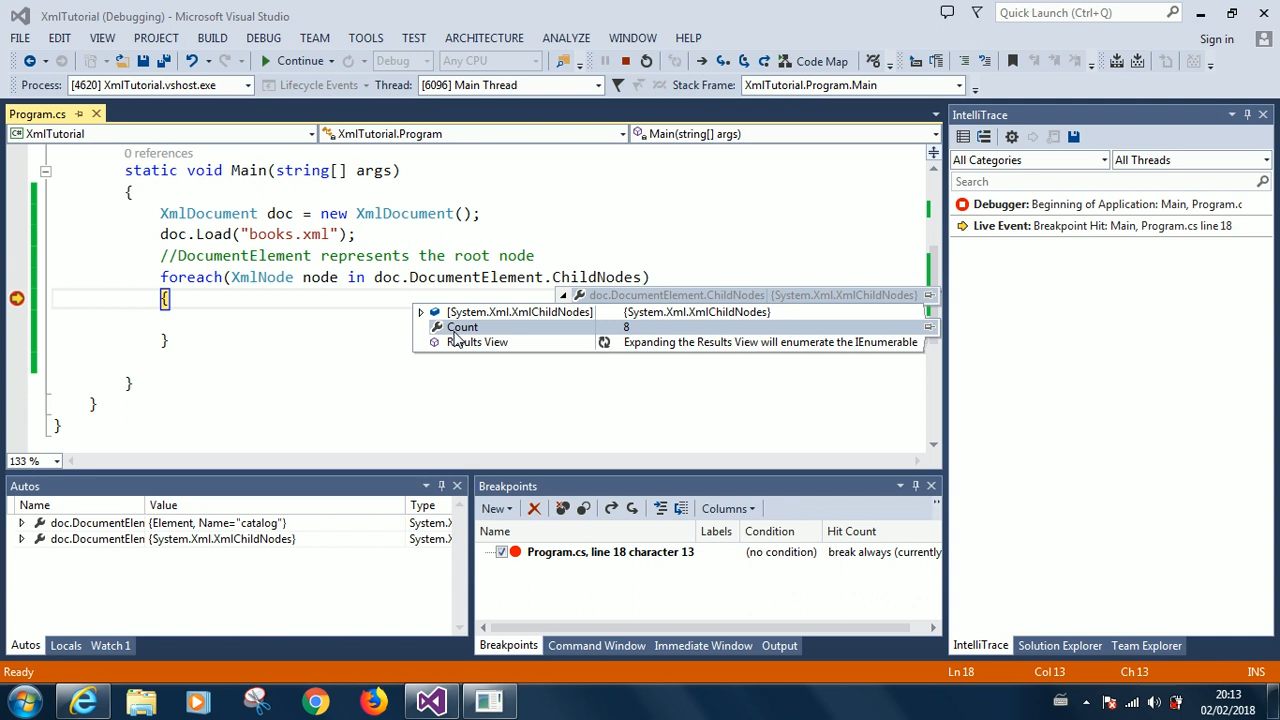 XmlTutorial (Debugging) - Microsoft Visual Studio
Quick Launch (Ctrl+Q)
FILE EDIT VIEW PROJECT BUILD DEBUG TEAM TOOLS TEST ARCHITECTURE ANALYZE WINDOW HELP
Sign in
Continue Debug Any CPU Code Map
Process: [4620] XmlTutorial.vshost.exe Lifecycle Events Thread: [6096] Main Thread Stack Frame: XmlTutorial.Program.Main
Program.cs
XmlTutorial XmlTutorial.Program Main(string[] args)
0 references
static void Main(string[] args)
{
XmlDocument doc = new XmlDocument();
doc.Load("books.xml");
//DocumentElement represents the root node
foreach(XmlNode node in doc.DocumentElement.ChildNodes)
{
doc.DocumentElement.ChildNodes {System.Xml.XmlChildNodes}
[System.Xml.XmlChildNodes] {System.Xml.XmlChildNodes}
Count 8
Results View Expanding the Results View will enumerate the IEnumerable
}
}
}
}
133 %
IntelliTrace
All Categories All Threads
Search
Debugger: Beginning of Application: Main, Program.c
Live Event: Breakpoint Hit: Main, Program.cs line 18
Autos
Name Value Type
doc.DocumentElen {Element, Name="catalog"} System.X
doc.DocumentElen {System.Xml.XmlChildNodes} System.X
Autos Locals Watch 1
Breakpoints
New Columns
Name Labels Condition Hit Count
Program.cs, line 18 character 13 (no condition) break always (currently
Breakpoints Command Window Immediate Window Output
IntelliTrace Solution Explorer Team Explorer
Ready Ln 18 Col 13 Ch 13 INS
20:13
02/02/2018